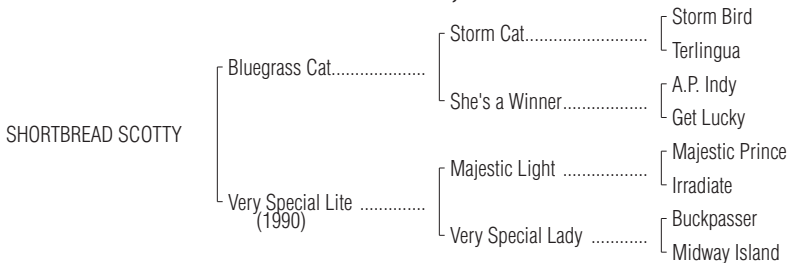 Storm Bird
Storm Cat.............................
Terlingua
Bluegrass Cat.....................
A.P. Indy
She's a Winner....................
Get Lucky
SHORTBREAD SCOTTY
Majestic Prince
Majestic Light ....................
Irradiate
Very Special Lite ...............
(1990)
Buckpasser
Very Special Lady .............
Midway Island